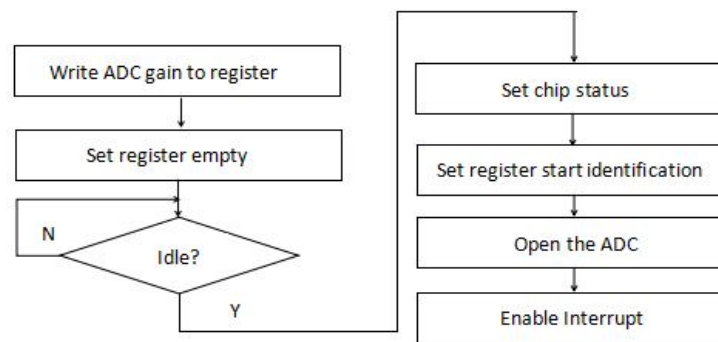 Write ADC gain to register
Set register empty
N
Idle?
Y
Set chip status
Set register start identification
Open the ADC
Enable Interrupt